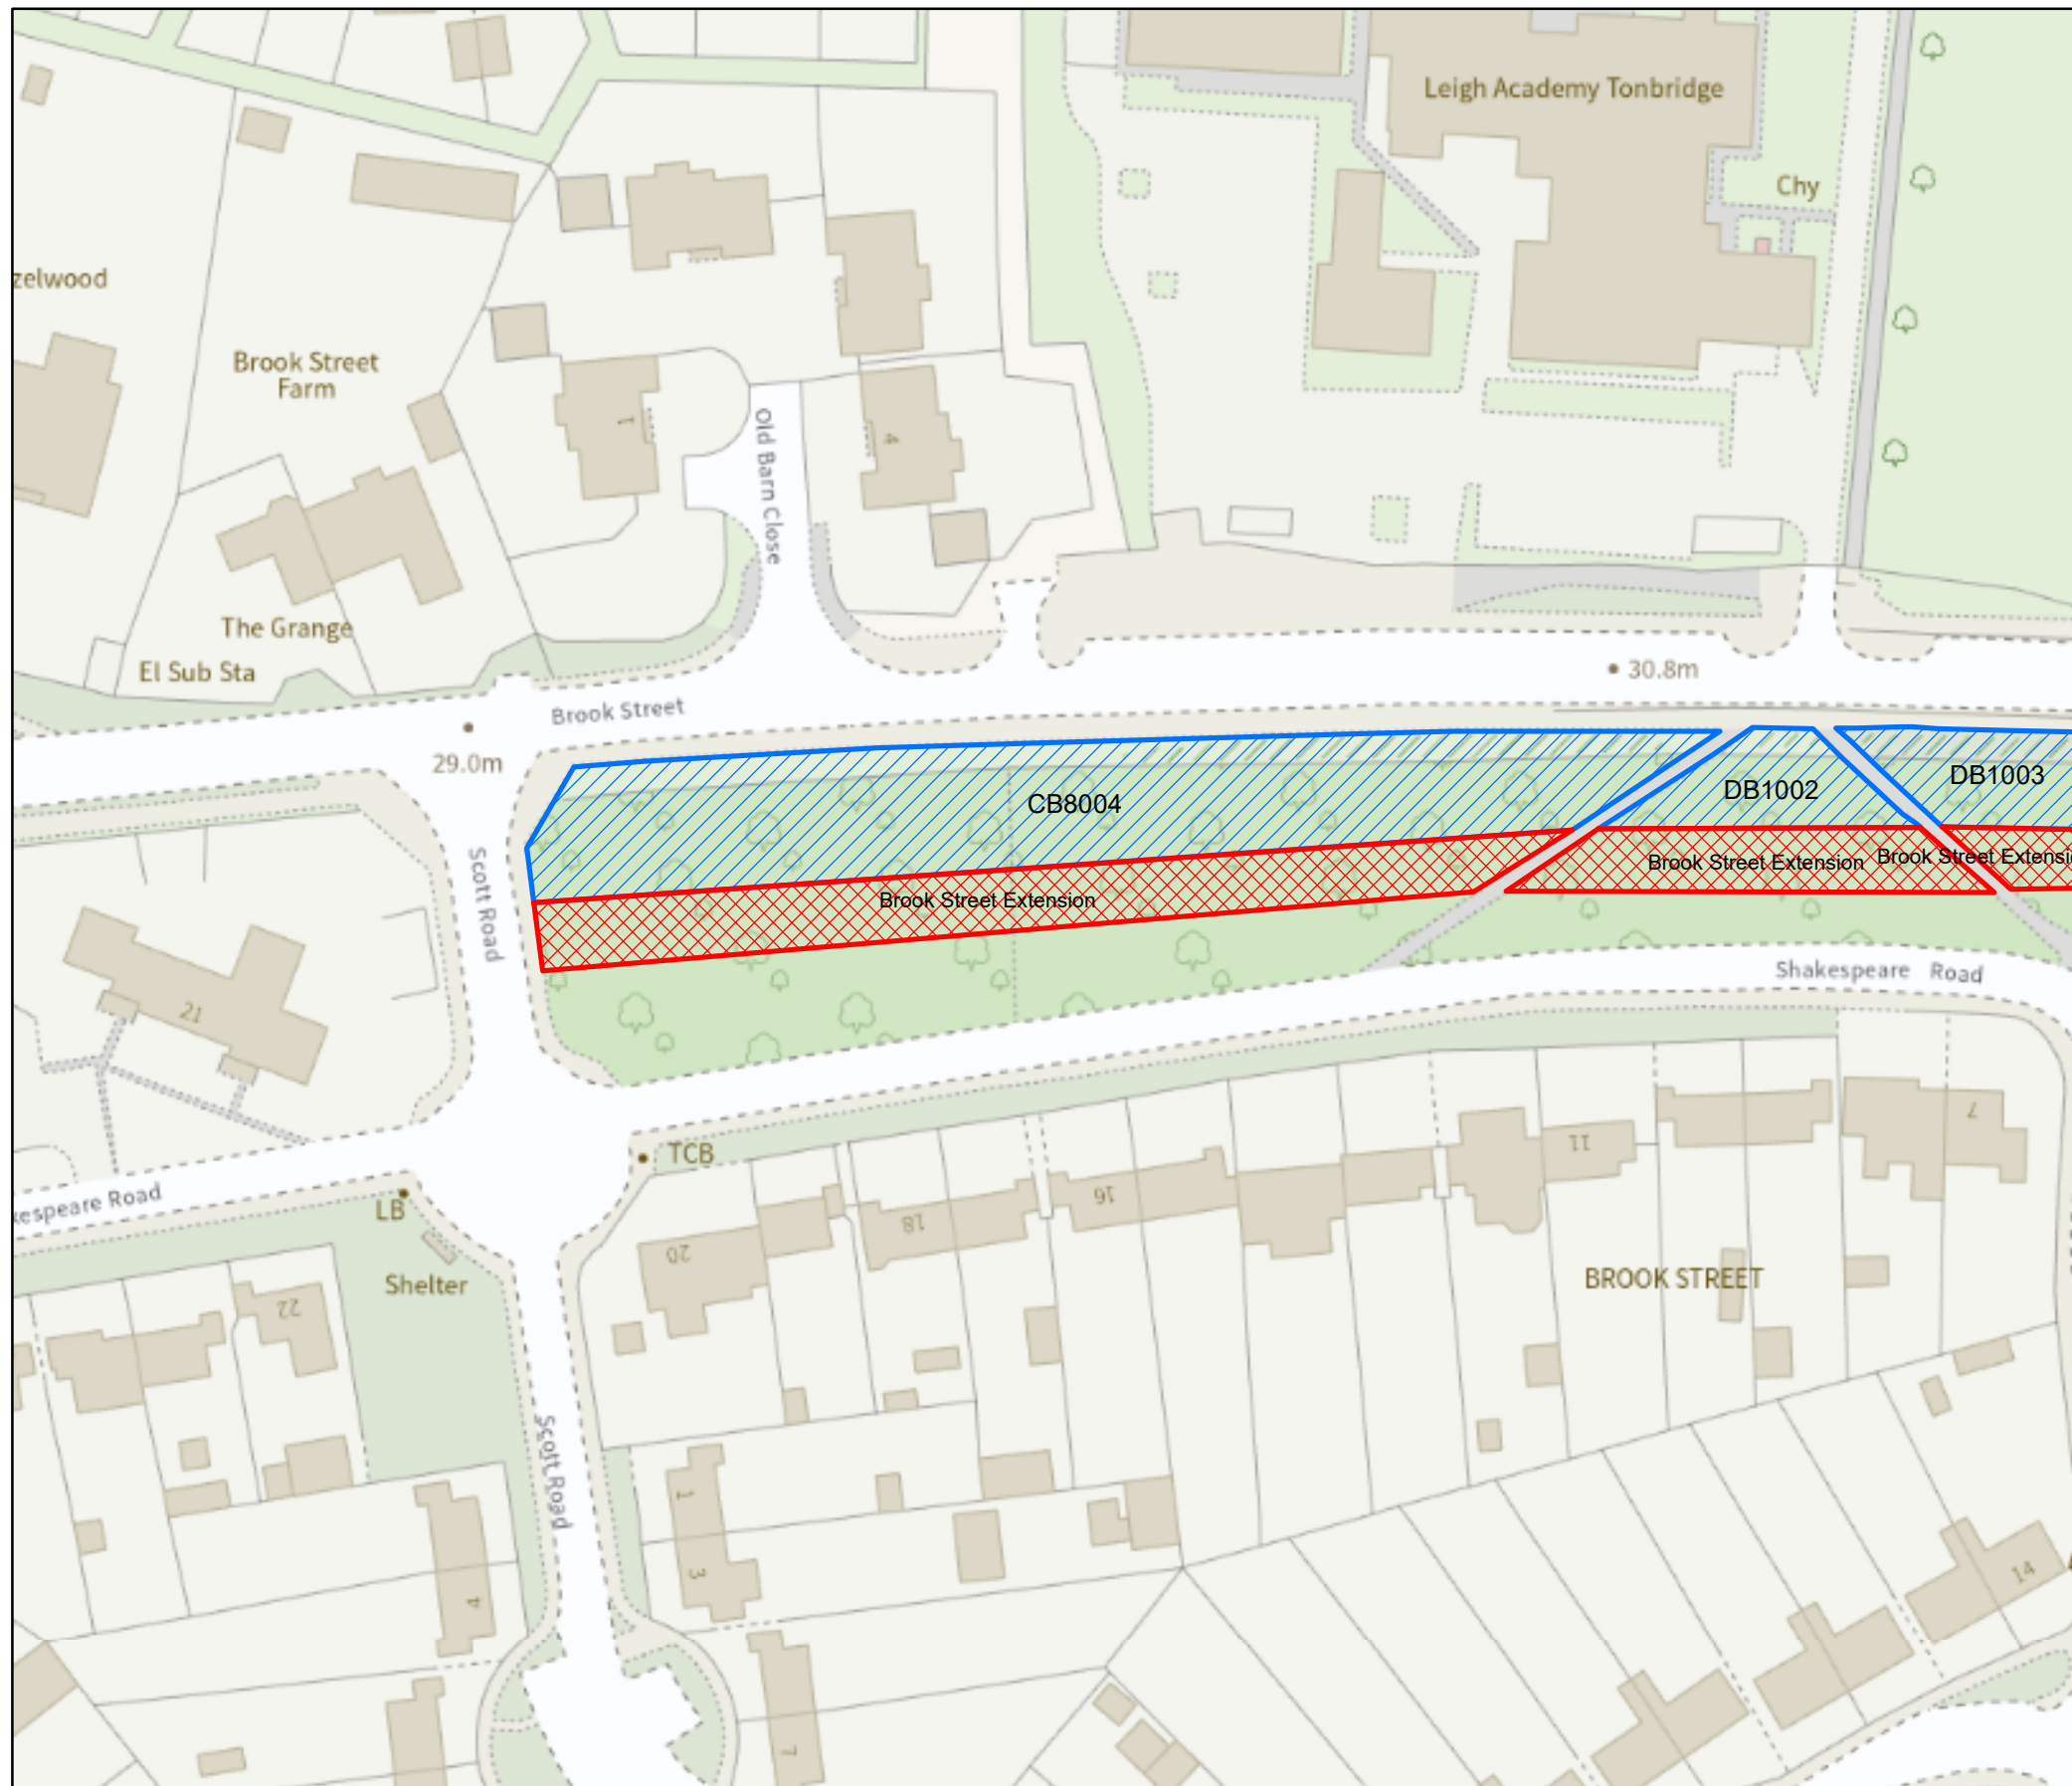 Leigh Academy Tonbridge
Chy
zelwood
Brook Street
Farm
1
4
Old Barn Close
The Grange
El Sub Sta
30.8m
Brook Street
29.0m
CB8004
DB1002
DB1003
Brook Street Extension
Brook Street Extensi
Brook Street Extension
Scott Road
Shakespeare Road
21
TCB
7
11
kespeare Road
LB
16
18
20
Shelter
BROOK STREET
22
Scott Road
1
3
4
14
7